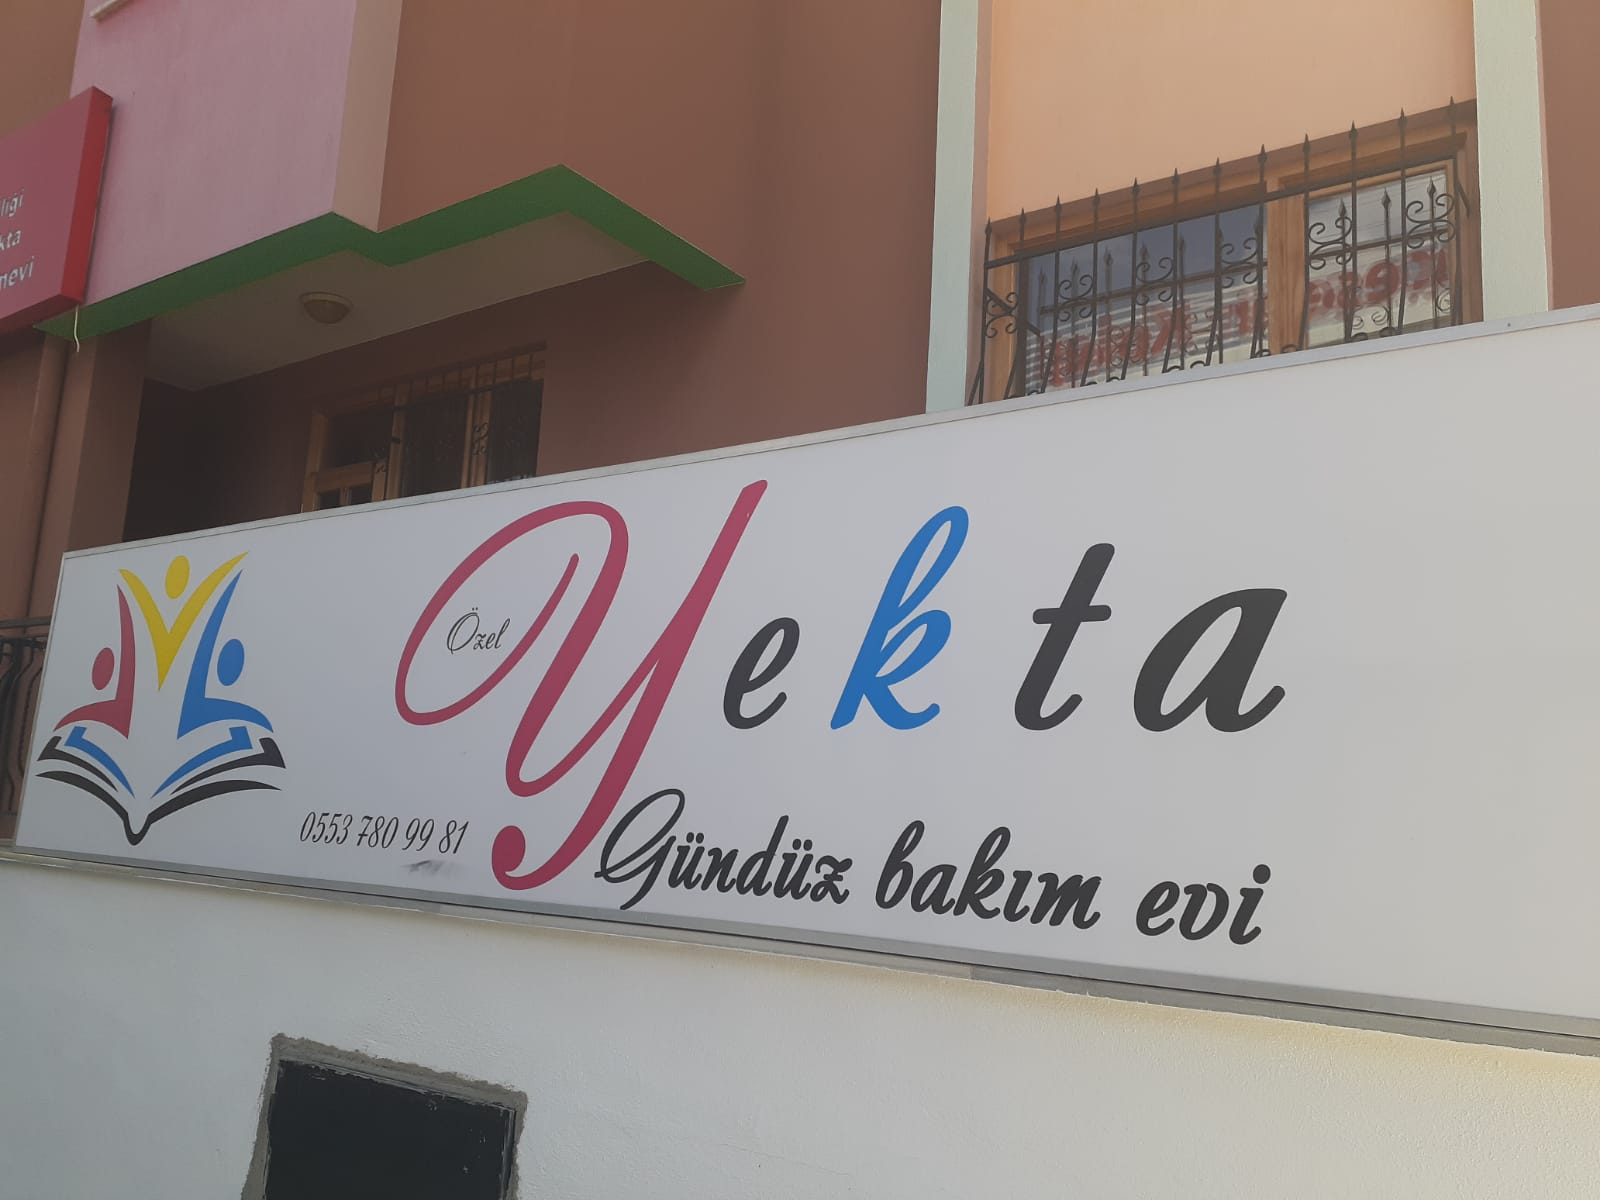 Özel
Yekta
0553 780 99 81
Gündüz bakım evi